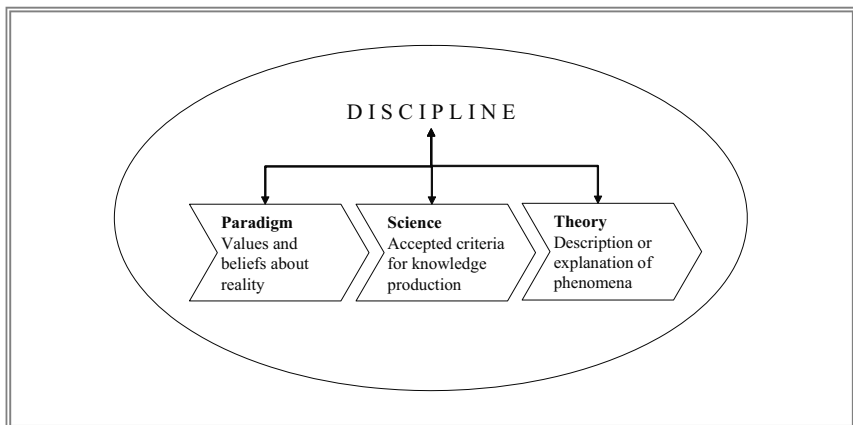 DISCIPLINE
Paradigm
Values and
beliefs about
reality
Science
Accepted criteria
for knowledge
production
Theory
Description or
explanation of
phenomena